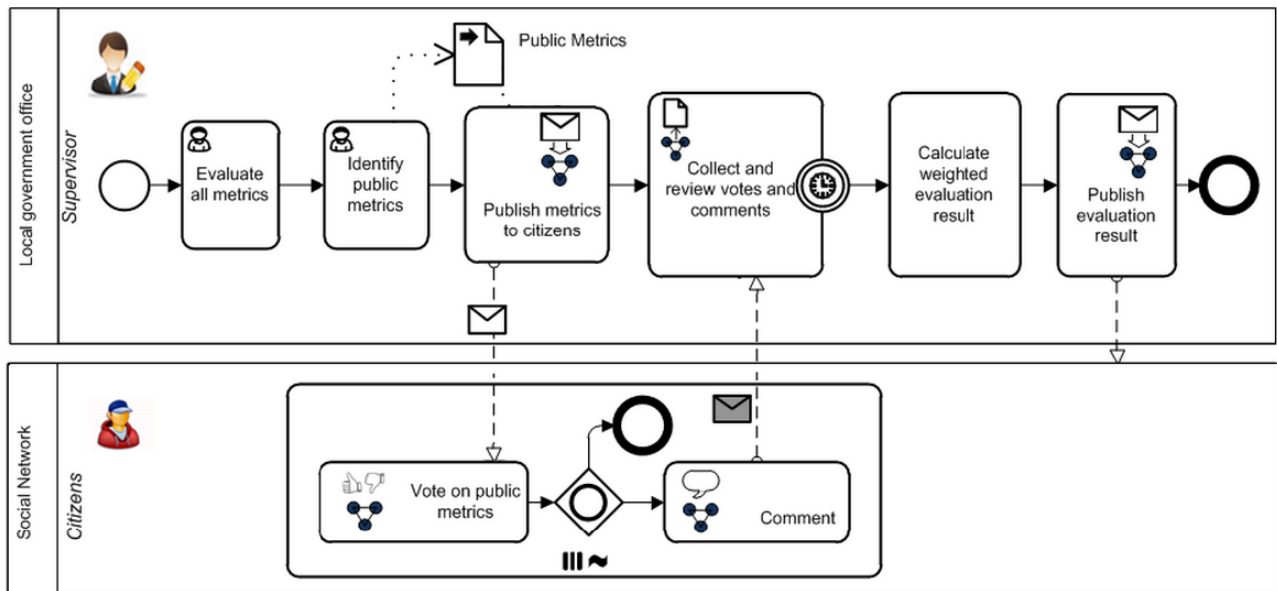 Local government office
Supervisor
Public Metrics
Evaluate
all metrics
Identify
public
metrics
Publish metrics
to citizens
Collect and
review votes and
comments
Calculate
weighted
evaluation
result
Publish
evaluation
result
Social Network
Citizens
Vote on public
metrics
Comment